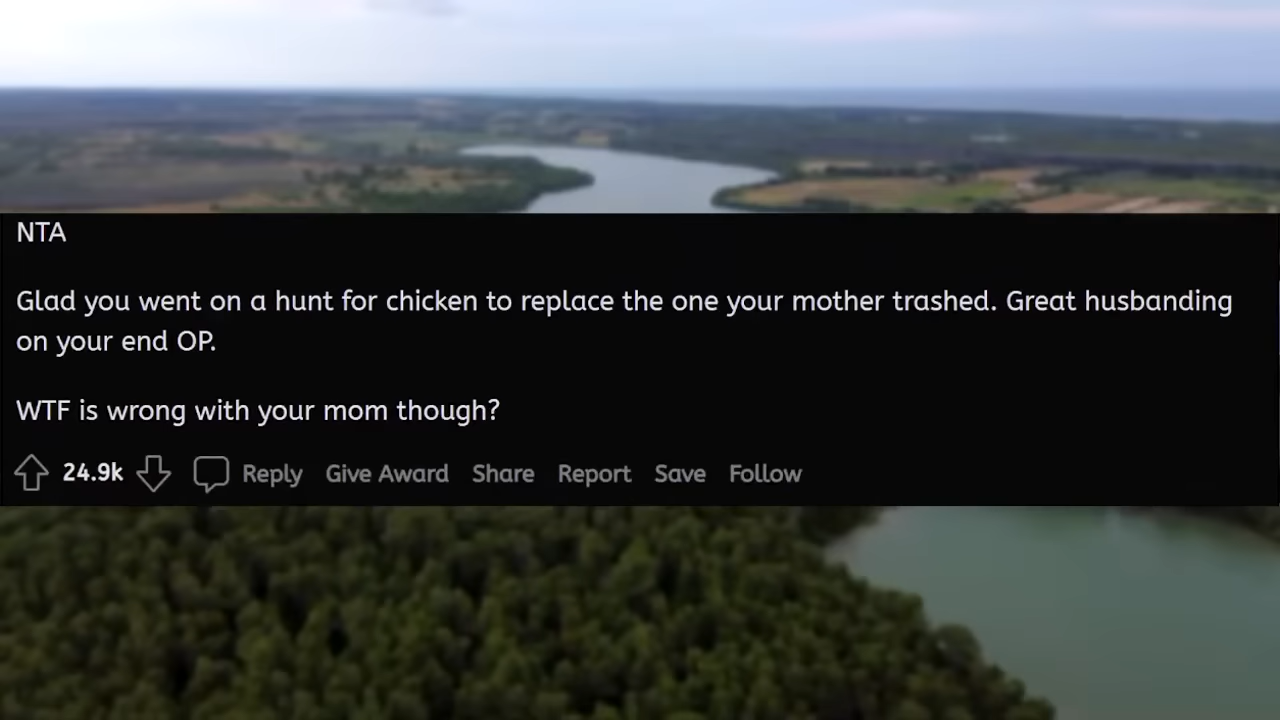 NTA
Glad you went on a hunt for chicken to replace the one your mother trashed. Great husbanding
on your end OP.
WTF is wrong with your mom though?
24.9k Reply Give Award Share Report Save Follow